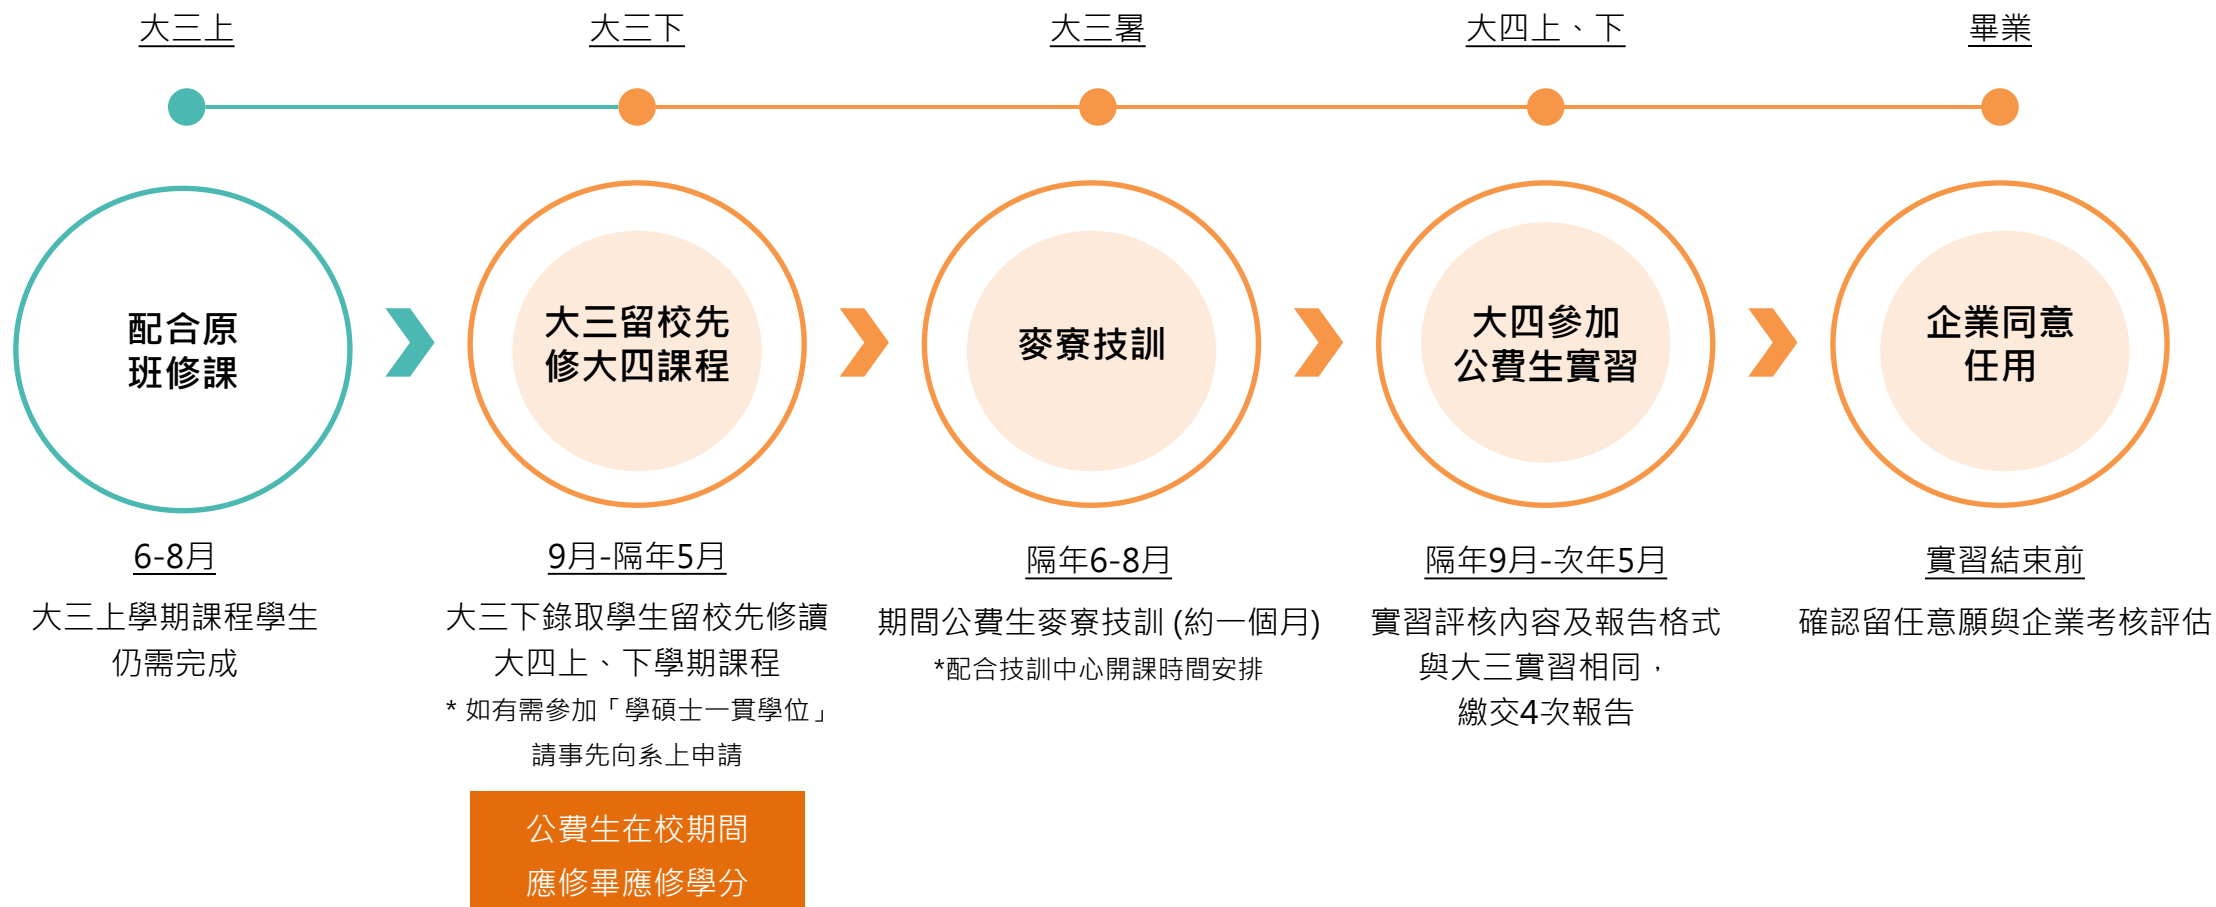 大三上
大三下
大三暑
大四上、下
畢業
配合原
班修課
大三留校先
修大四課程
麥寮技訓
大四參加
公費生實習
企業同意
任用
6-8月
大三上學期課程學生
仍需完成
9月-隔年5月
大三下錄取學生留校先修讀
大四上、下學期課程
* 如有需參加「學碩士一貫學位」
請事先向系上申請
公費生在校期間
應修畢應修學分
隔年6-8月
期間公費生麥寮技訓 (約一個月)
*配合技訓中心開課時間安排
隔年9月-次年5月
實習評核內容及報告格式
與大三實習相同，
繳交4次報告
實習結束前
確認留任意願與企業考核評估